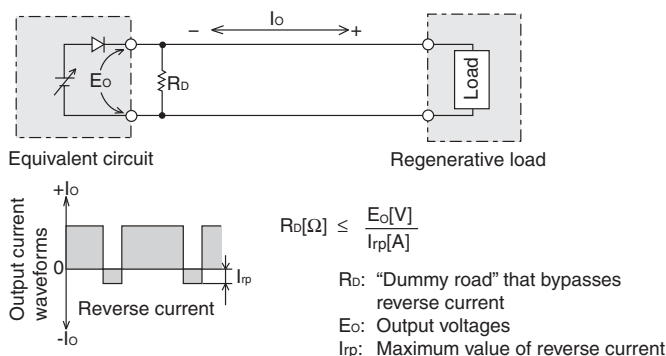 − IO +
EO
RD
Load
Equivalent circuit
Regenerative load
+IO
Output current
waveforms
0
Irp
Reverse current
-IO
RD[Ω] ≤ EO[V]
Irp[A]
RD: “Dummy road” that bypasses
reverse current
EO: Output voltages
Irp: Maximum value of reverse current